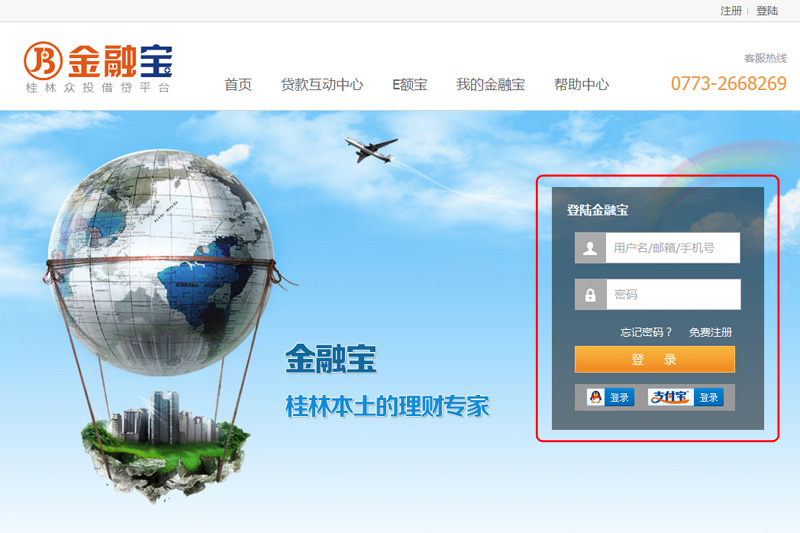 注册 | 登陆
金融宝
桂林众投借贷平台
首页 贷款互动中心 E额宝 我的金融宝 帮助中心
客服热线
0773-2668269
登陆金融宝
用户名/邮箱/手机号
密码
忘记密码？ 免费注册
登 录
登录 支付宝 登录
金融宝
桂林本土的理财专家